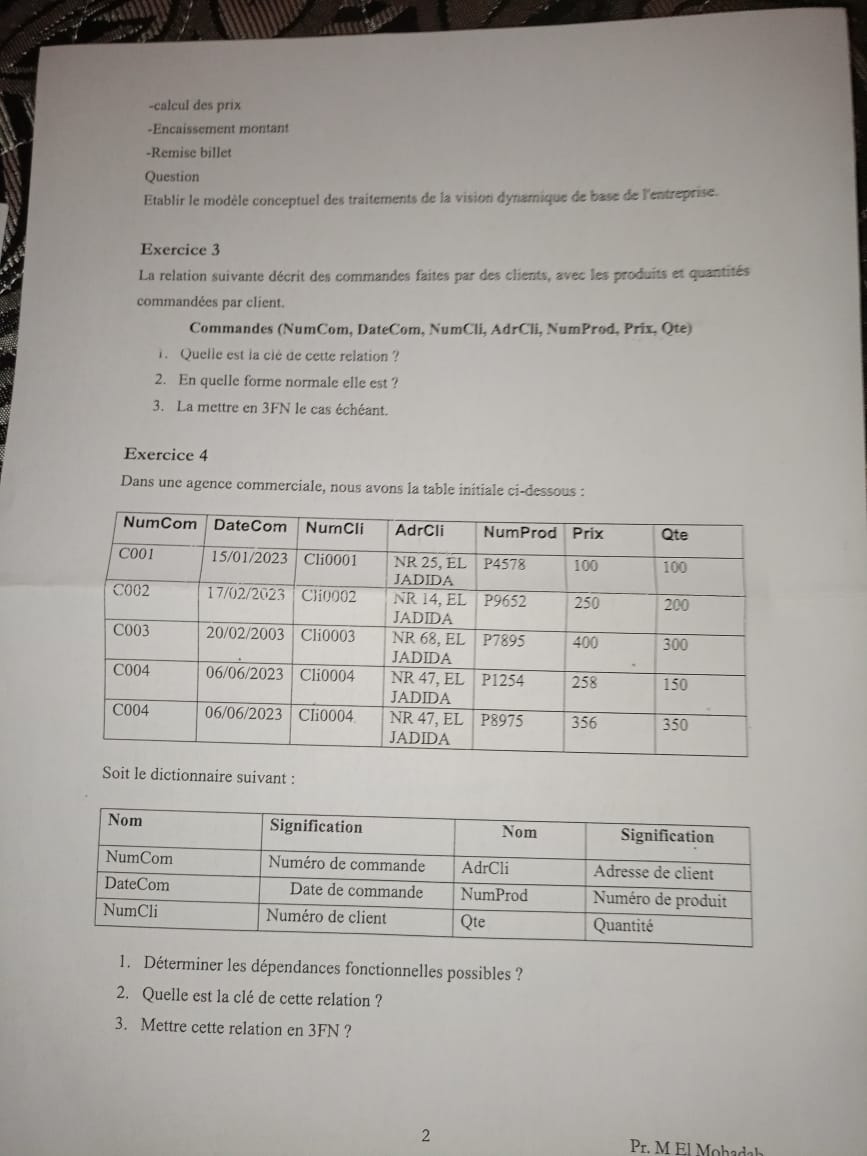 -calcul des prix
-Encaissement montant
-Remise billet
Question
Etablir le modèle conceptuel des traitements de la vision dynamique de base de l'entreprise.
Exercice 3
La relation suivante décrit des commandes faites par des clients, avec les produits et quantités
commandées par client.
Commandes (NumCom, DateCom, NumCli, AdrCli, NumProd, Prix, Qte)
1. Quelle est la clé de cette relation ?
2. En quelle forme normale elle est ?
3. La mettre en 3FN le cas échéant.
Exercice 4
Dans une agence commerciale, nous avons la table initiale ci-dessous :
NumCom DateCom NumCli AdrCli NumProd Prix Qte
C001 15/01/2023 Cli0001 NR 25, EL JADIDA P4578 100 100
C002 17/02/2023 Cli0002 NR 14, EL JADIDA P9652 250 200
C003 20/02/2003 Cli0003 NR 68, EL JADIDA P7895 400 300
C004 06/06/2023 Cli0004 NR 47, EL JADIDA P1254 258 150
C004 06/06/2023 Cli0004 NR 47, EL JADIDA P8975 356 350
Soit le dictionnaire suivant :
Nom Signification Nom Signification
NumCom Numéro de commande AdrCli Adresse de client
DateCom Date de commande NumProd Numéro de produit
NumCli Numéro de client Qte Quantité
1. Déterminer les dépendances fonctionnelles possibles ?
2. Quelle est la clé de cette relation ?
3. Mettre cette relation en 3FN ?
2
Pr. M El